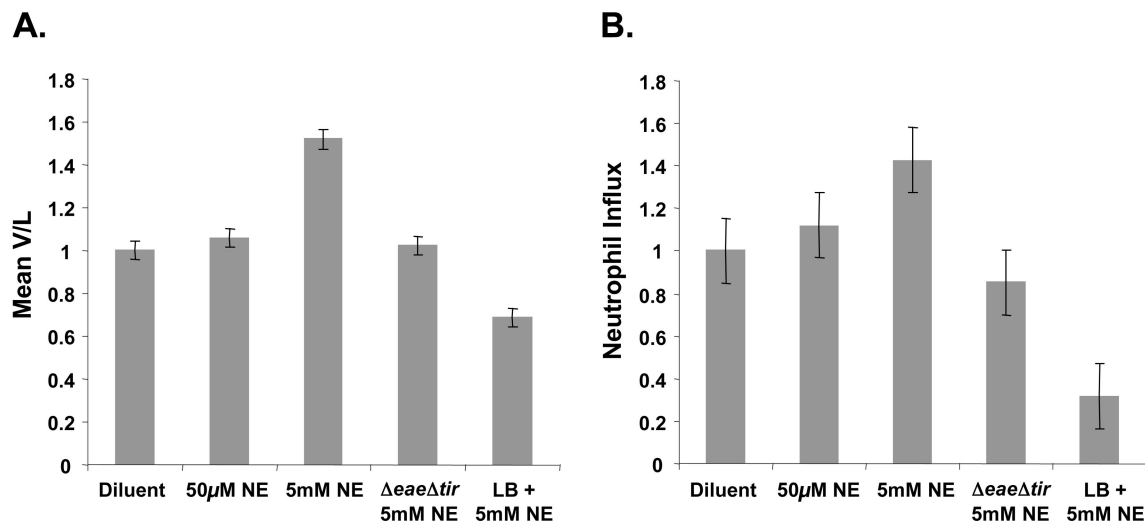 A.
Mean V/L
1.8
1.6
1.4
1.2
1
0.8
0.6
0.4
0.2
0
Diluent
50µM NE
5mM NE
ΔeaeΔtir
5mM NE
LB +
5mM NE
B.
Neutrophil Influx
1.8
1.6
1.4
1.2
1
0.8
0.6
0.4
0.2
0
Diluent
50µM NE
5mM NE
ΔeaeΔtir
5mM NE
LB +
5mM NE